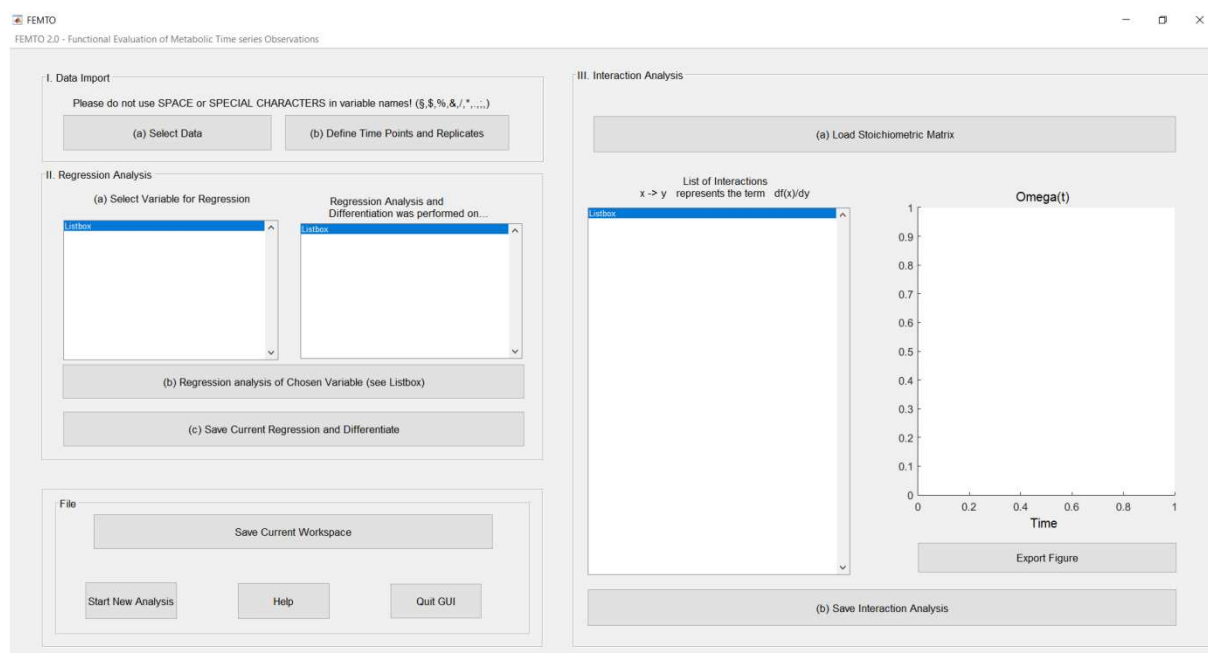 FEMTO
FEMTO 2.0 - Functional Evaluation of Metabolic Time series Observations
I. Data Import
Please do not use SPACE or SPECIAL CHARACTERS in variable names! (§,$,%,&,/,*,.,;,)
(a) Select Data
(b) Define Time Points and Replicates
II. Regression Analysis
(a) Select Variable for Regression
Regression Analysis and
Differentiation was performed on...
Listbox
Listbox
(b) Regression analysis of Chosen Variable (see Listbox)
(c) Save Current Regression and Differentiate
File
Save Current Workspace
Start New Analysis
Help
Quit GUI
III. Interaction Analysis
(a) Load Stoichiometric Matrix
List of Interactions
x -> y represents the term df(x)/dy
Listbox
Omega(t)
1
0.9
0.8
0.7
0.6
0.5
0.4
0.3
0.2
0.1
0
0 0.2 0.4 0.6 0.8 1
Time
Export Figure
(b) Save Interaction Analysis